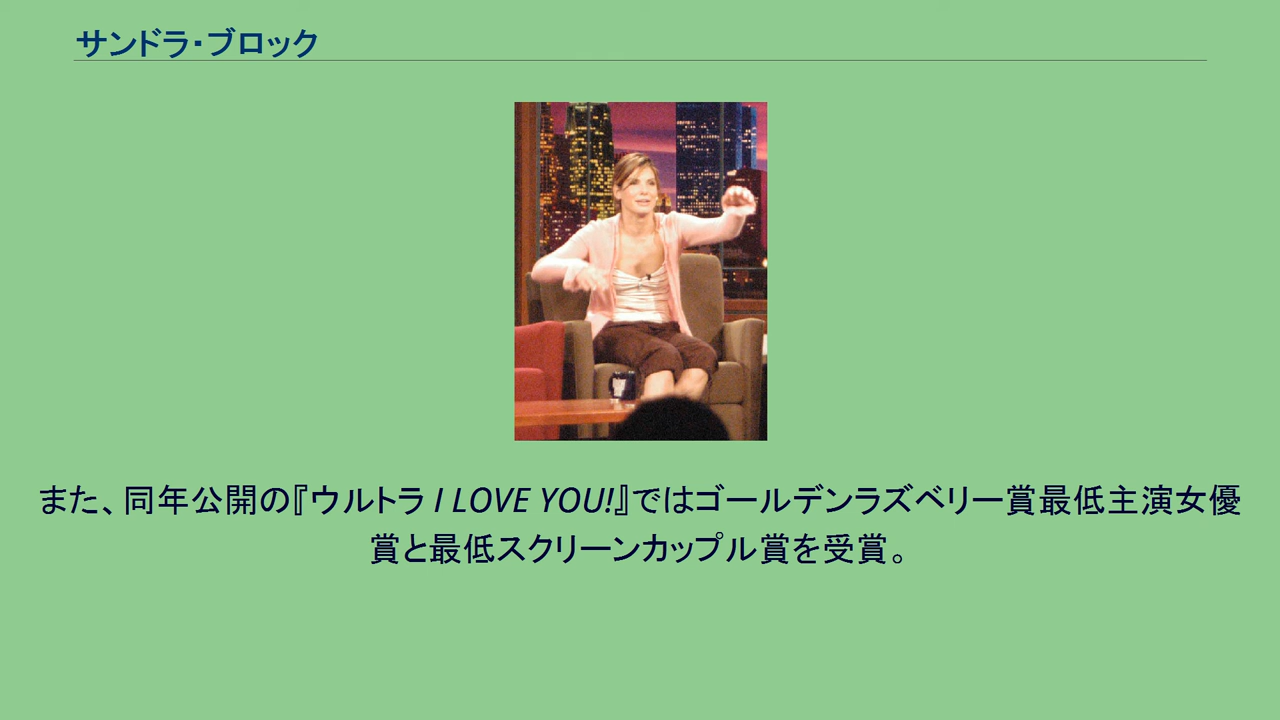 サンドラ・ブロック
また、同年公開の『ウルトラ I LOVE YOU!』ではゴールデンラズベリー賞最低主演女優
賞と最低スクリーンカップル賞を受賞。